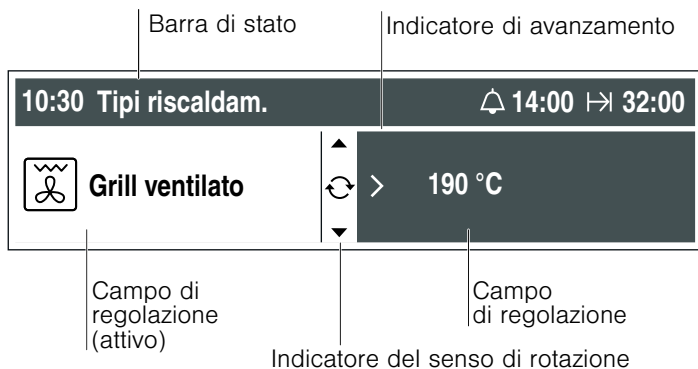 Barra di stato
Indicatore di avanzamento
10:30 Tipi riscaldam. 14:00 32:00
Grill ventilato 190 °C
Campo di
regolazione
(attivo)
Campo
di regolazione
Indicatore del senso di rotazione